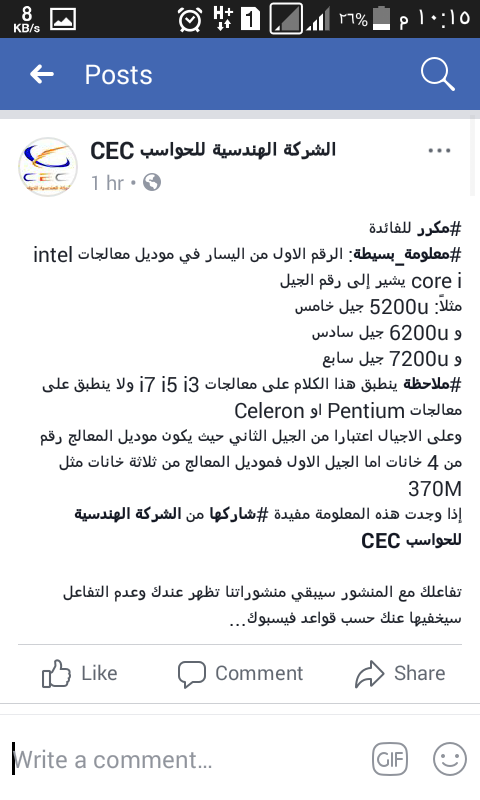 8
KB/s
H+
1
٢٦%
١٠:١٥ م
Posts
الشركة الهندسية للحواسب CEC
1 hr
CEC
#مكرر للفائدة
#معلومة_بسيطة: الرقم الاول من اليسار في موديل معالجات intel
core i يشير إلى رقم الجيل
مثلاً: 5200u جيل خامس
و 6200u جيل سادس
و 7200u جيل سابع
#ملاحظة ينطبق هذا الكلام على معالجات i7 i5 i3 ولا ينطبق على
معالجات Pentium او Celeron
وعلى الاجيال اعتبارا من الجيل الثاني حيث يكون موديل المعالج رقم
من 4 خانات اما الجيل الاول فموديل المعالج من ثلاثة خانات مثل
370M
إذا وجدت هذه المعلومة مفيدة #شاركها من الشركة الهندسية
للحواسب CEC
تفاعلك مع المنشور سيبقي منشوراتنا تظهر عندك وعدم التفاعل
سيخفيها عنك حسب قواعد فيسبوك...
Like
Comment
Share
Write a comment...
GIF